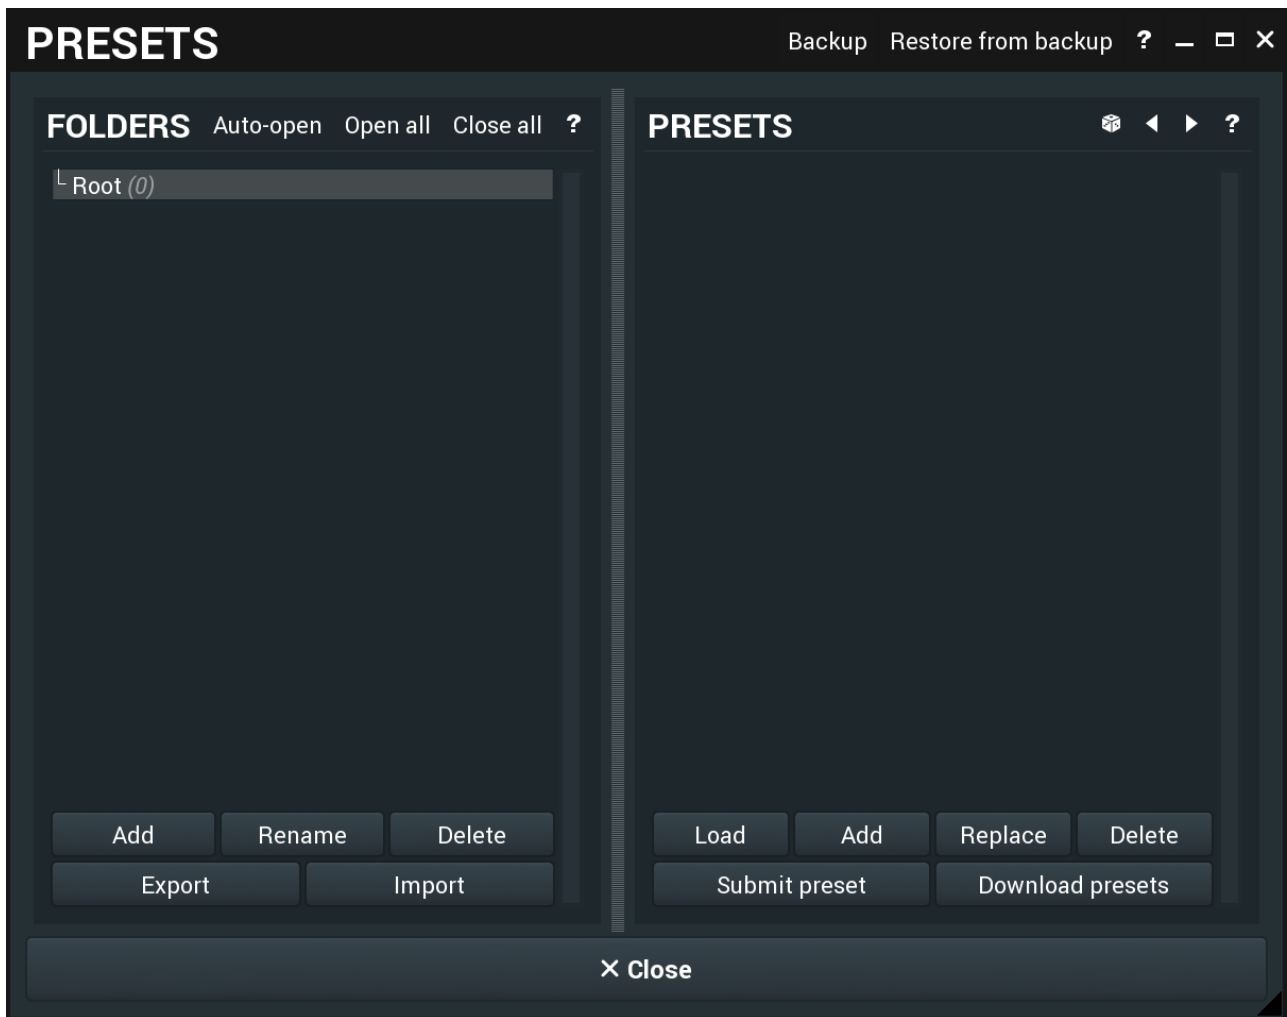 PRESETS Backup Restore from backup ?
FOLDERS Auto-open Open all Close all ?
Root (0)
Add Rename Delete
Export Import
PRESETS ?
Load Add Replace Delete
Submit preset Download presets
Close